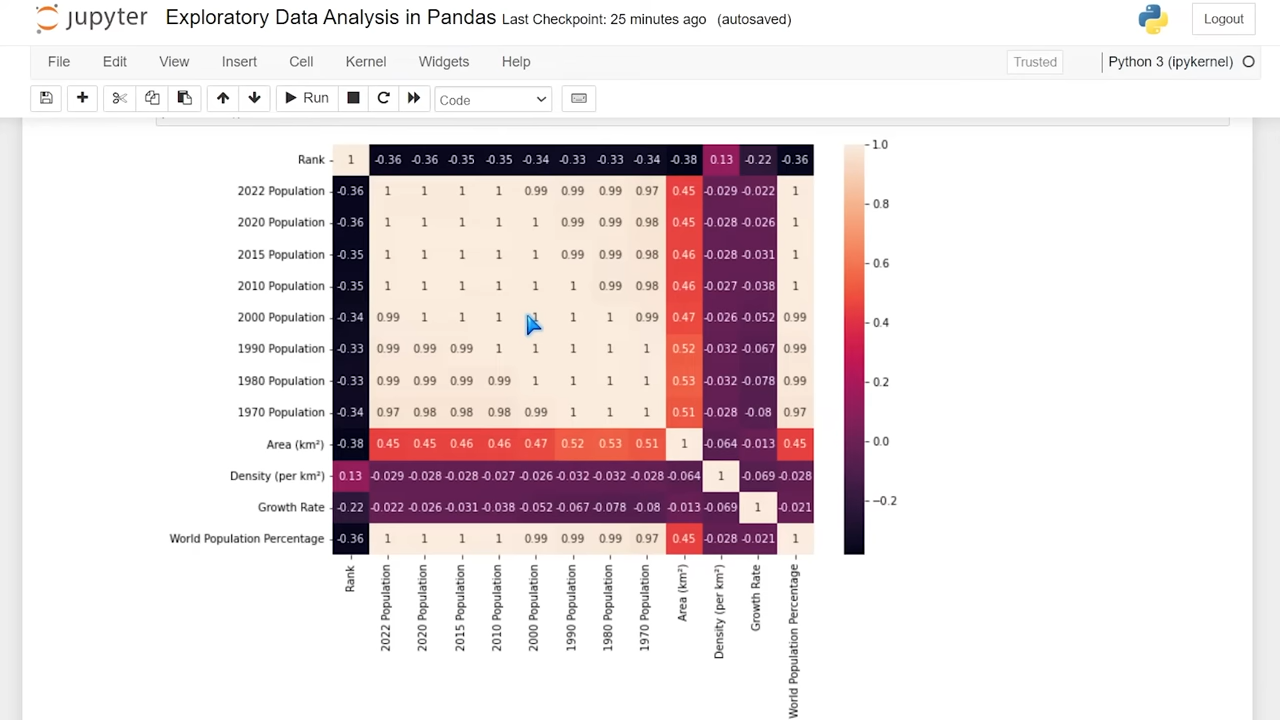 jupyter Exploratory Data Analysis in Pandas Last Checkpoint: 25 minutes ago (autosaved) Logout
File Edit View Insert Cell Kernel Widgets Help Trusted Python 3 (ipykernel)
Run Code
Rank 1 -0.36 -0.36 -0.35 -0.35 -0.34 -0.33 -0.33 -0.34 -0.38 0.13 -0.22 -0.36
2022 Population -0.36 1 1 1 1 0.99 0.99 0.99 0.97 0.45 -0.029 -0.022 1
2020 Population -0.36 1 1 1 1 1 0.99 0.99 0.98 0.45 -0.028 -0.026 1
2015 Population -0.35 1 1 1 1 1 0.99 0.99 0.98 0.46 -0.028 -0.031 1
2010 Population -0.35 1 1 1 1 1 1 0.99 0.98 0.46 -0.027 -0.038 1
2000 Population -0.34 0.99 1 1 1 1 1 1 0.99 0.47 -0.026 -0.052 0.99
1990 Population -0.33 0.99 0.99 0.99 1 1 1 1 1 0.52 -0.032 -0.067 0.99
1980 Population -0.33 0.99 0.99 0.99 0.99 1 1 1 1 0.53 -0.032 -0.078 0.99
1970 Population -0.34 0.97 0.98 0.98 0.98 0.99 1 1 1 0.51 -0.028 -0.08 0.97
Area (km²) -0.38 0.45 0.45 0.46 0.46 0.47 0.52 0.53 0.51 1 -0.064 -0.013 0.45
Density (per km²) 0.13 -0.029 -0.028 -0.028 -0.027 -0.026 -0.032 -0.032 -0.028 -0.064 1 -0.069 -0.028
Growth Rate -0.22 -0.022 -0.026 -0.031 -0.038 -0.052 -0.067 -0.078 -0.08 -0.013 -0.069 1 -0.021
World Population Percentage -0.36 1 1 1 1 0.99 0.99 0.99 0.97 0.45 -0.028 -0.021 1
Rank
2022 Population
2020 Population
2015 Population
2010 Population
2000 Population
1990 Population
1980 Population
1970 Population
Area (km²)
Density (per km²)
Growth Rate
World Population Percentage
1.0
0.8
0.6
0.4
0.2
0.0
−0.2